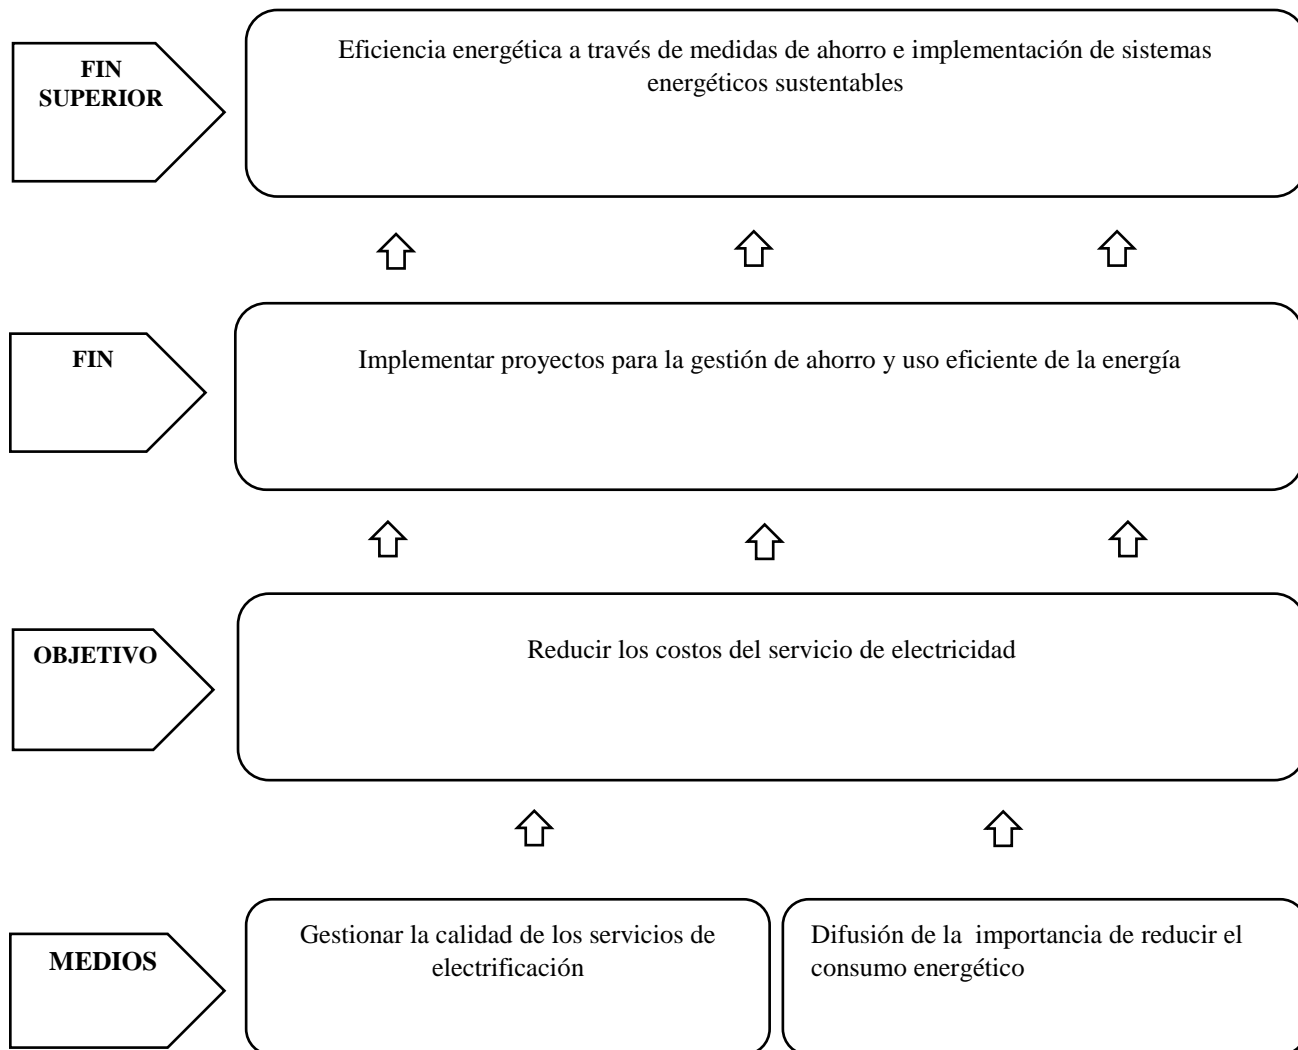 FIN
SUPERIOR
Eficiencia energética a través de medidas de ahorro e implementación de sistemas
energéticos sustentables
FIN
Implementar proyectos para la gestión de ahorro y uso eficiente de la energía
OBJETIVO
Reducir los costos del servicio de electricidad
MEDIOS
Gestionar la calidad de los servicios de
electrificación
Difusión de la  importancia de reducir el
consumo energético